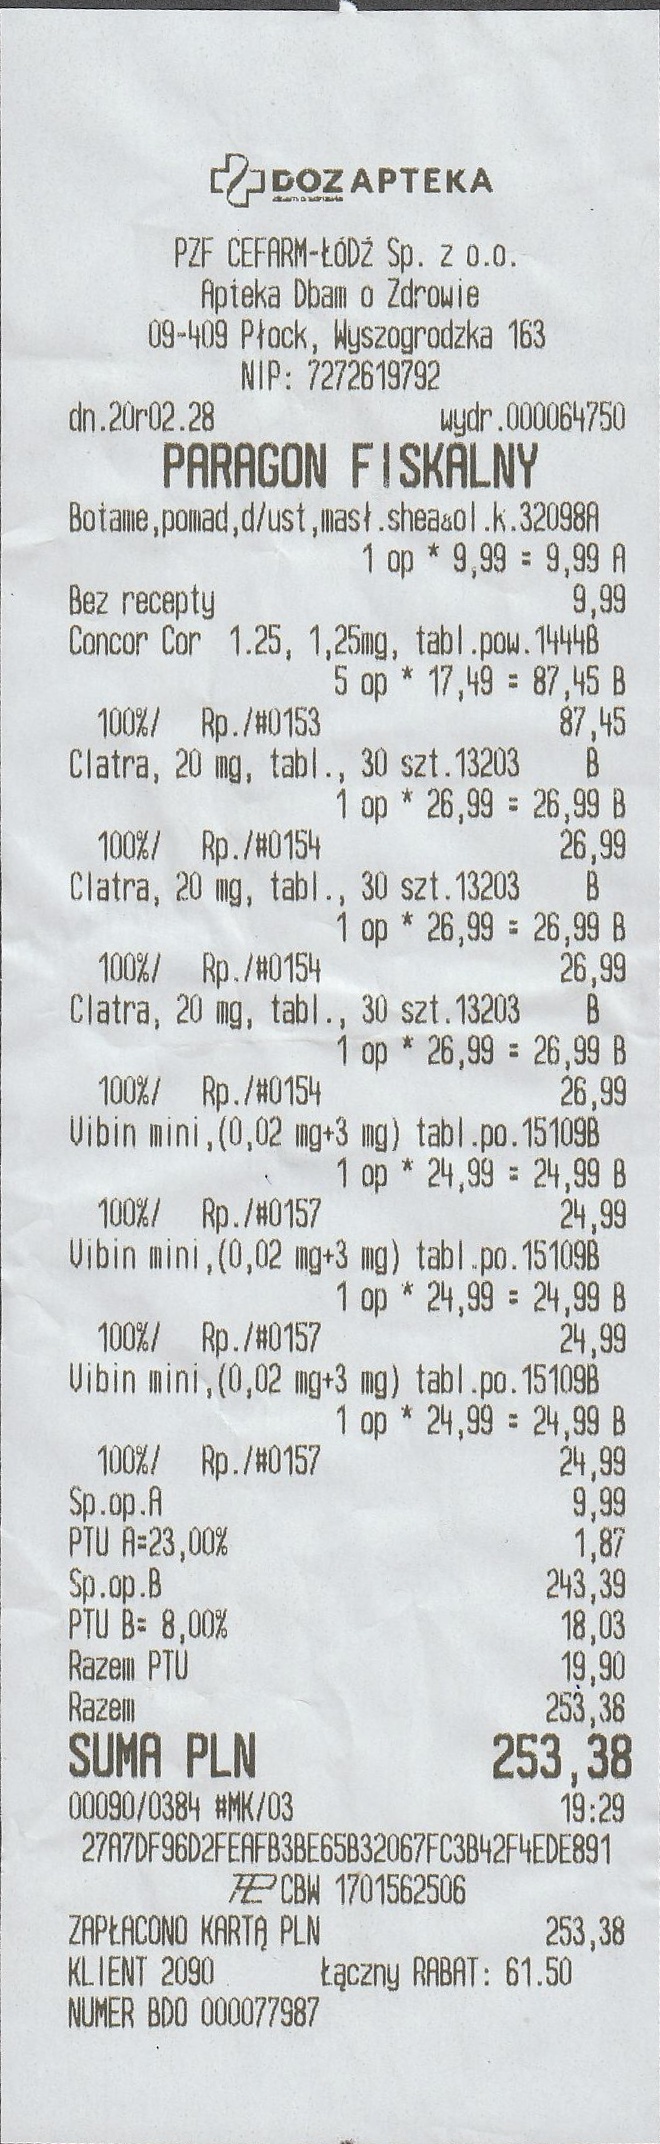 DOZ APTEKA
PZF CEFARM-ŁÓDŹ Sp. z o.o.
Apteka Dbam o Zdrowie
09-409 Płock, Wyszogrodzka 163
NIP: 7272619792
dn.20r02.28 wydr.000064750
PARAGON FISKALNY
Botame,pomad,d/ust,masł.shea&ol.k.32098A
1 op * 9,99 = 9,99 A
Bez recepty 9,99
Concor Cor 1.25, 1,25mg, tabl.pow.1444B
5 op * 17,49 = 87,45 B
100%/ Rp./#0153 87,45
Clatra, 20 mg, tabl., 30 szt.13203 B
1 op * 26,99 = 26,99 B
100%/ Rp./#0154 26,99
Clatra, 20 mg, tabl., 30 szt.13203 B
1 op * 26,99 = 26,99 B
100%/ Rp./#0154 26,99
Clatra, 20 mg, tabl., 30 szt.13203 B
1 op * 26,99 = 26,99 B
100%/ Rp./#0154 26,99
Vibin mini,(0,02 mg+3 mg) tabl.po.15109B
1 op * 24,99 = 24,99 B
100%/ Rp./#0157 24,99
Vibin mini,(0,02 mg+3 mg) tabl.po.15109B
1 op * 24,99 = 24,99 B
100%/ Rp./#0157 24,99
Vibin mini,(0,02 mg+3 mg) tabl.po.15109B
1 op * 24,99 = 24,99 B
100%/ Rp./#0157 24,99
Sp.op.A 9,99
PTU A=23,00% 1,87
Sp.op.B 243,39
PTU B= 8,00% 18,03
Razem PTU 19,90
Razem 253,38
SUMA PLN 253,38
00090/0384 #MK/03 19:29
27A7DF96D2FEAFB3BE65B32067FC3B42F4EDE891
CBW 1701562506
ZAPŁACONO KARTĄ PLN 253,38
KLIENT 2090 Łączny RABAT: 61.50
NUMER BDO 000077987